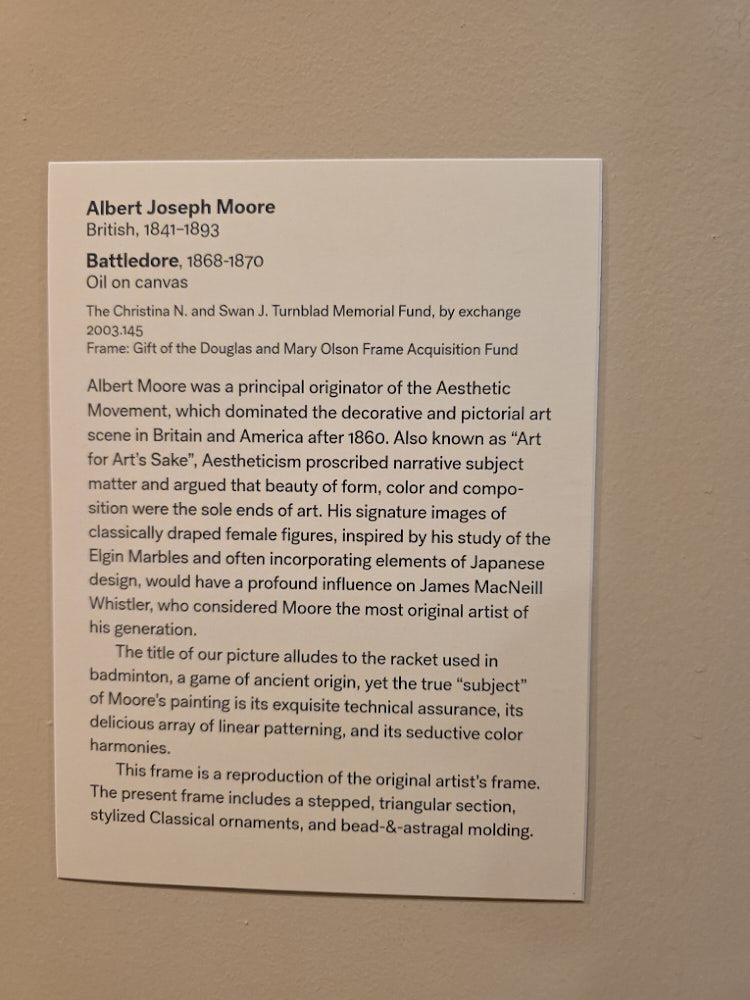 Albert Joseph Moore
British, 1841–1893
Battledore, 1868-1870
Oil on canvas
The Christina N. and Swan J. Turnblad Memorial Fund, by exchange
2003.145
Frame: Gift of the Douglas and Mary Olson Frame Acquisition Fund
Albert Moore was a principal originator of the Aesthetic
Movement, which dominated the decorative and pictorial art
scene in Britain and America after 1860. Also known as “Art
for Art’s Sake”, Aestheticism proscribed narrative subject
matter and argued that beauty of form, color and compo-
sition were the sole ends of art. His signature images of
classically draped female figures, inspired by his study of the
Elgin Marbles and often incorporating elements of Japanese
design, would have a profound influence on James MacNeill
Whistler, who considered Moore the most original artist of
his generation.
The title of our picture alludes to the racket used in
badminton, a game of ancient origin, yet the true “subject”
of Moore’s painting is its exquisite technical assurance, its
delicious array of linear patterning, and its seductive color
harmonies.
This frame is a reproduction of the original artist’s frame.
The present frame includes a stepped, triangular section,
stylized Classical ornaments, and bead-&-astragal molding.